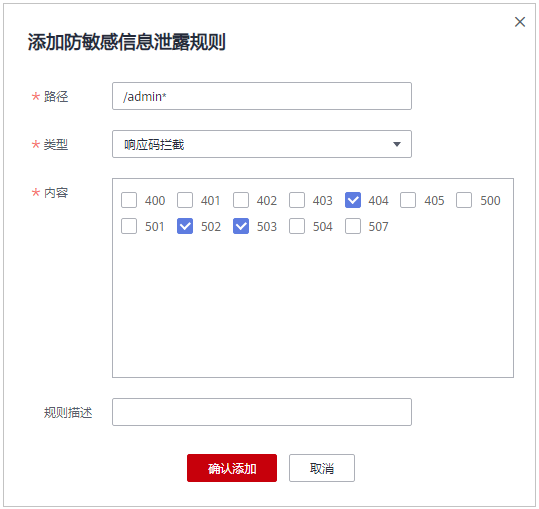 添加防敏感信息泄露规则
* 路径 /admin*
* 类型 响应码拦截
* 内容 400 401 402 403 404 405 500
501 502 503 504 507
规则描述
确认添加 取消